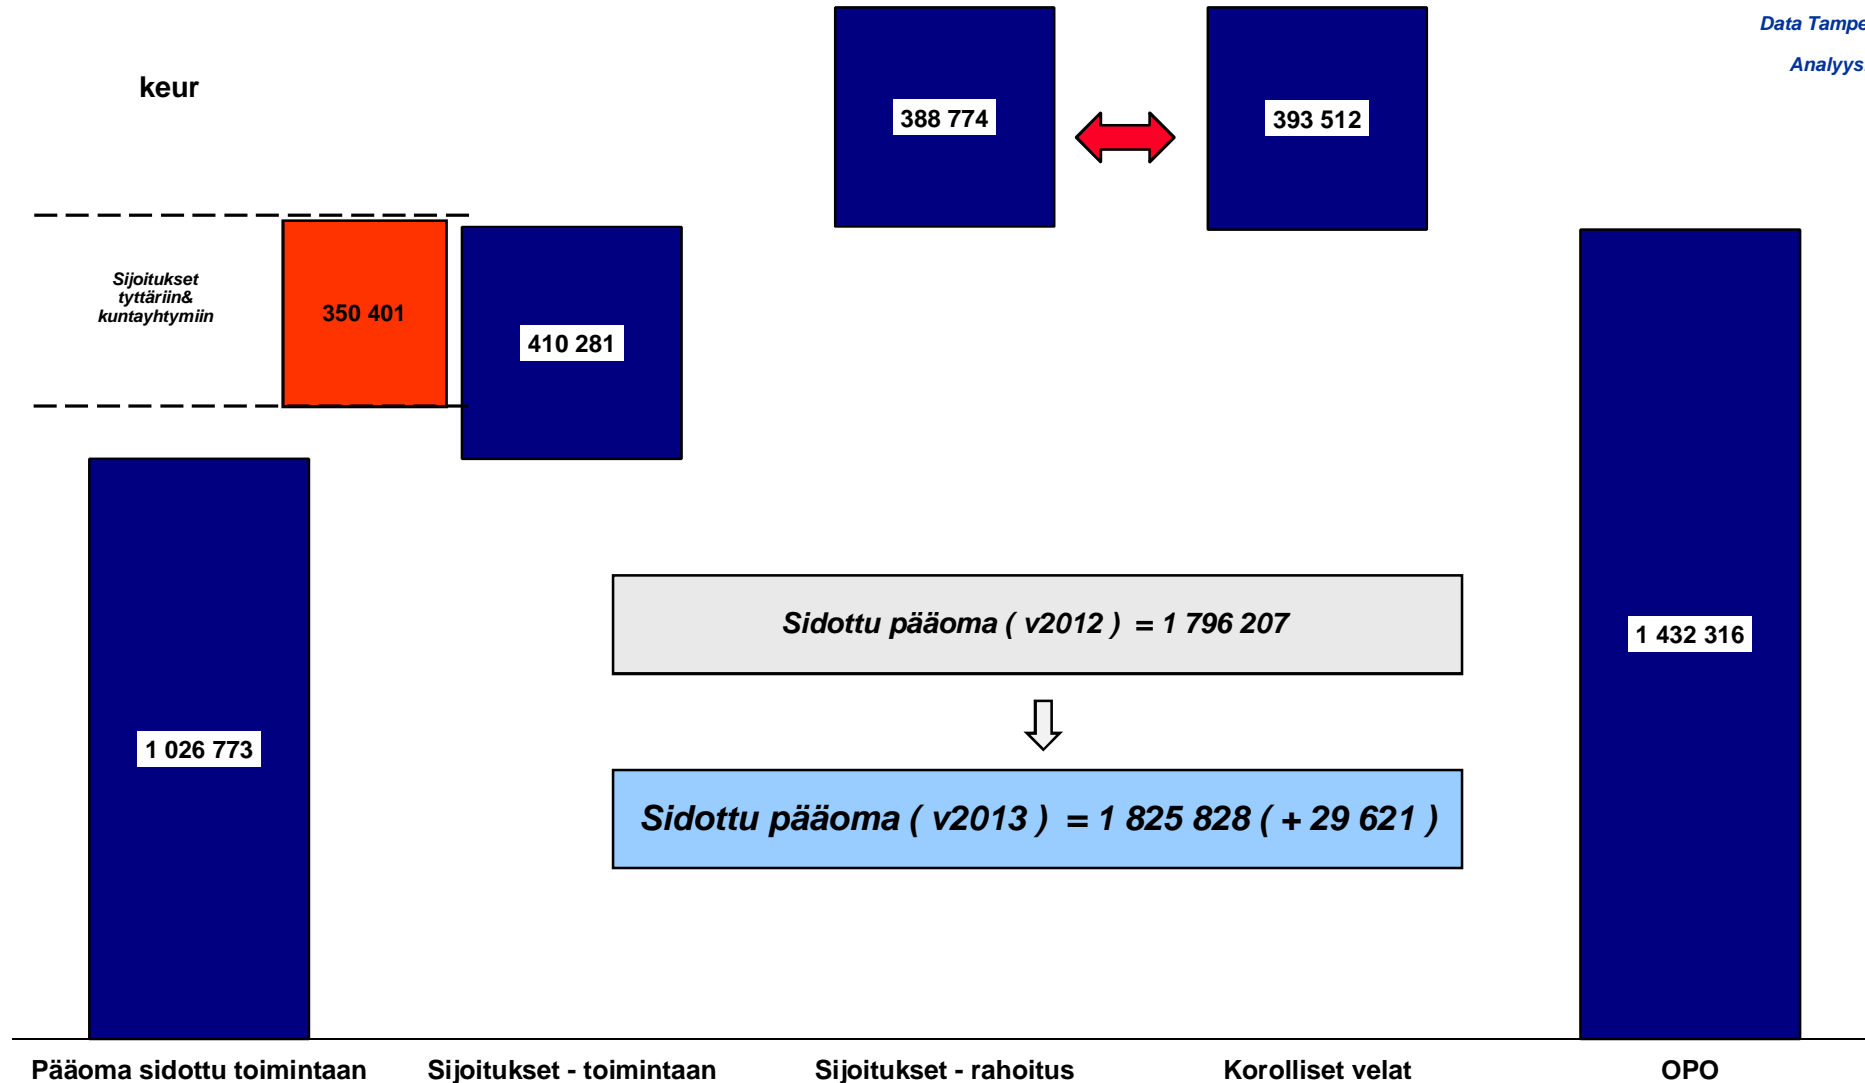 Data Tampe
Analyys
keur
388 774
393 512
Sijoitukset
tyttäriin&
kuntayhtymiin
350 401
410 281
Sidottu pääoma ( v2012 ) = 1 796 207
1 432 316
1 026 773
Sidottu pääoma ( v2013 ) = 1 825 828 ( + 29 621 )
Pääoma sidottu toimintaan
Sijoitukset - toimintaan
Sijoitukset - rahoitus
Korolliset velat
OPO